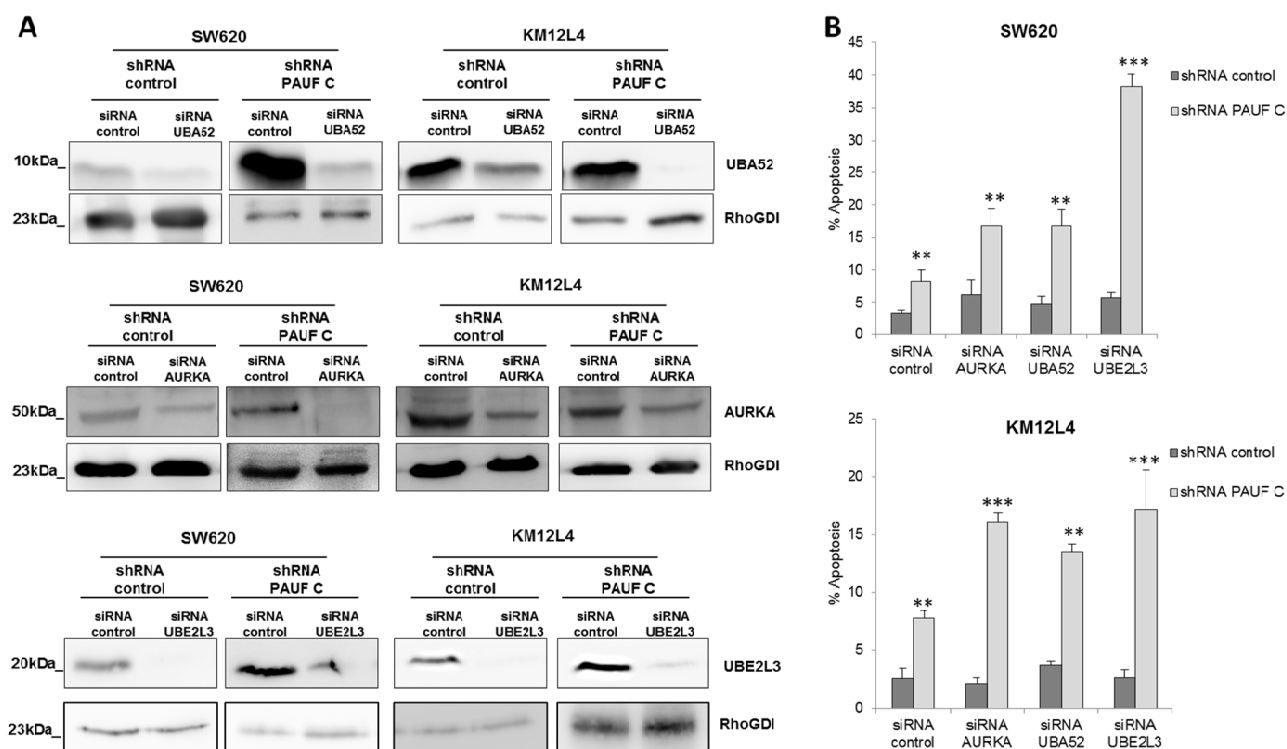 A
SW620 KM12L4
shRNA control shRNA PAUF C shRNA control shRNA PAUF C
siRNA control siRNA UBA52 siRNA control siRNA UBA52 siRNA control siRNA UBA52 siRNA control siRNA UBA52
10kDa_ UBA52
23kDa_ RhoGDI
SW620 KM12L4
shRNA control shRNA PAUF C shRNA control shRNA PAUF C
siRNA control siRNA AURKA siRNA control siRNA AURKA siRNA control siRNA AURKA siRNA control siRNA AURKA
50kDa_ AURKA
23kDa_ RhoGDI
SW620 KM12L4
shRNA control shRNA PAUF C shRNA control shRNA PAUF C
siRNA control siRNA UBE2L3 siRNA control siRNA UBE2L3 siRNA control siRNA UBE2L3 siRNA control siRNA UBE2L3
20kDa_ UBE2L3
23kDa_ RhoGDI
B
SW620
% Apoptosis
45
40
35
30
25
20
15
10
5
0
** ** ** ***
siRNA control siRNA AURKA siRNA UBA52 siRNA UBE2L3
shRNA control
shRNA PAUF C
KM12L4
% Apoptosis
25
20
15
10
5
0
** *** ** ***
siRNA control siRNA AURKA siRNA UBA52 siRNA UBE2L3
shRNA control
shRNA PAUF C